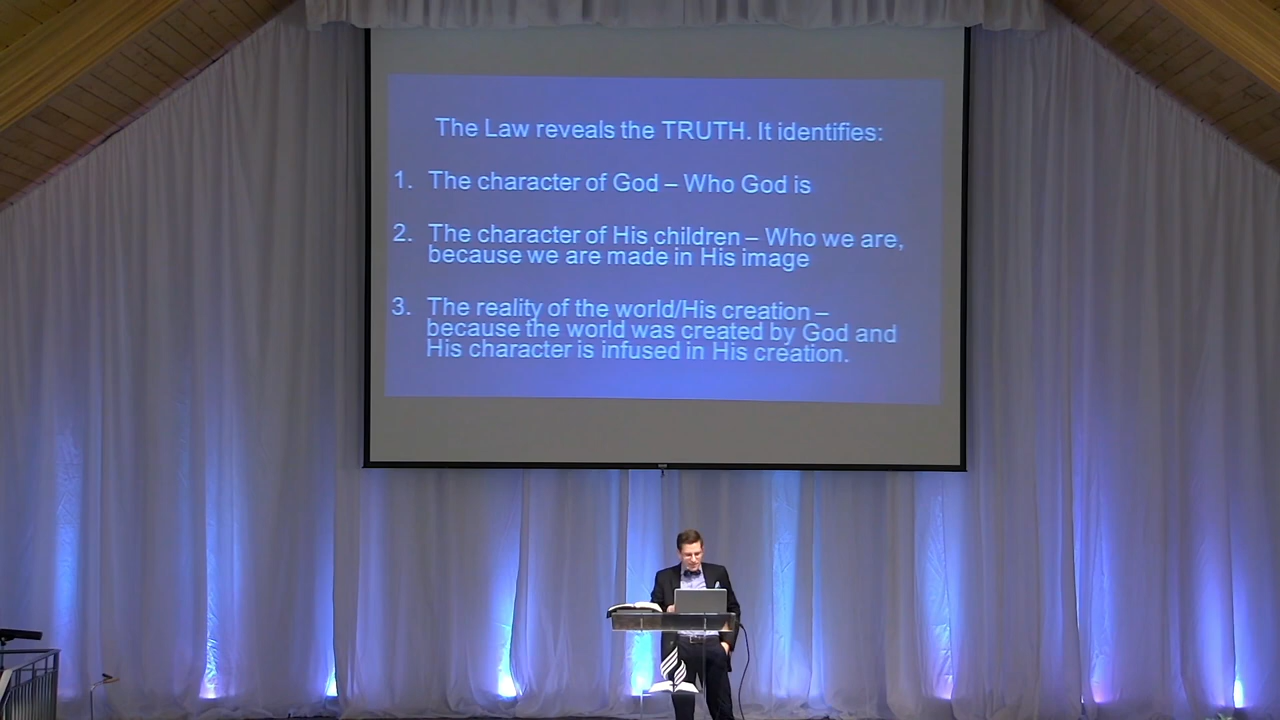 The Law reveals the TRUTH. It identifies:
1. The character of God – Who God is
2. The character of His children – Who we are,
because we are made in His image
3. The reality of the world/His creation –
because the world was created by God and
His character is infused in His creation.